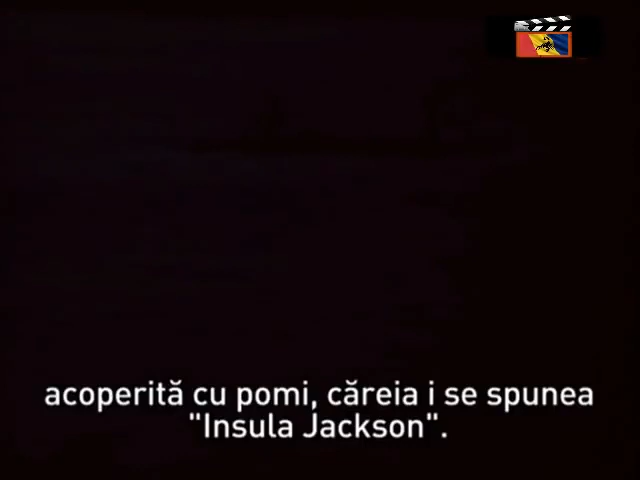 acoperită cu pomi, căreia i se spunea
"Insula Jackson".